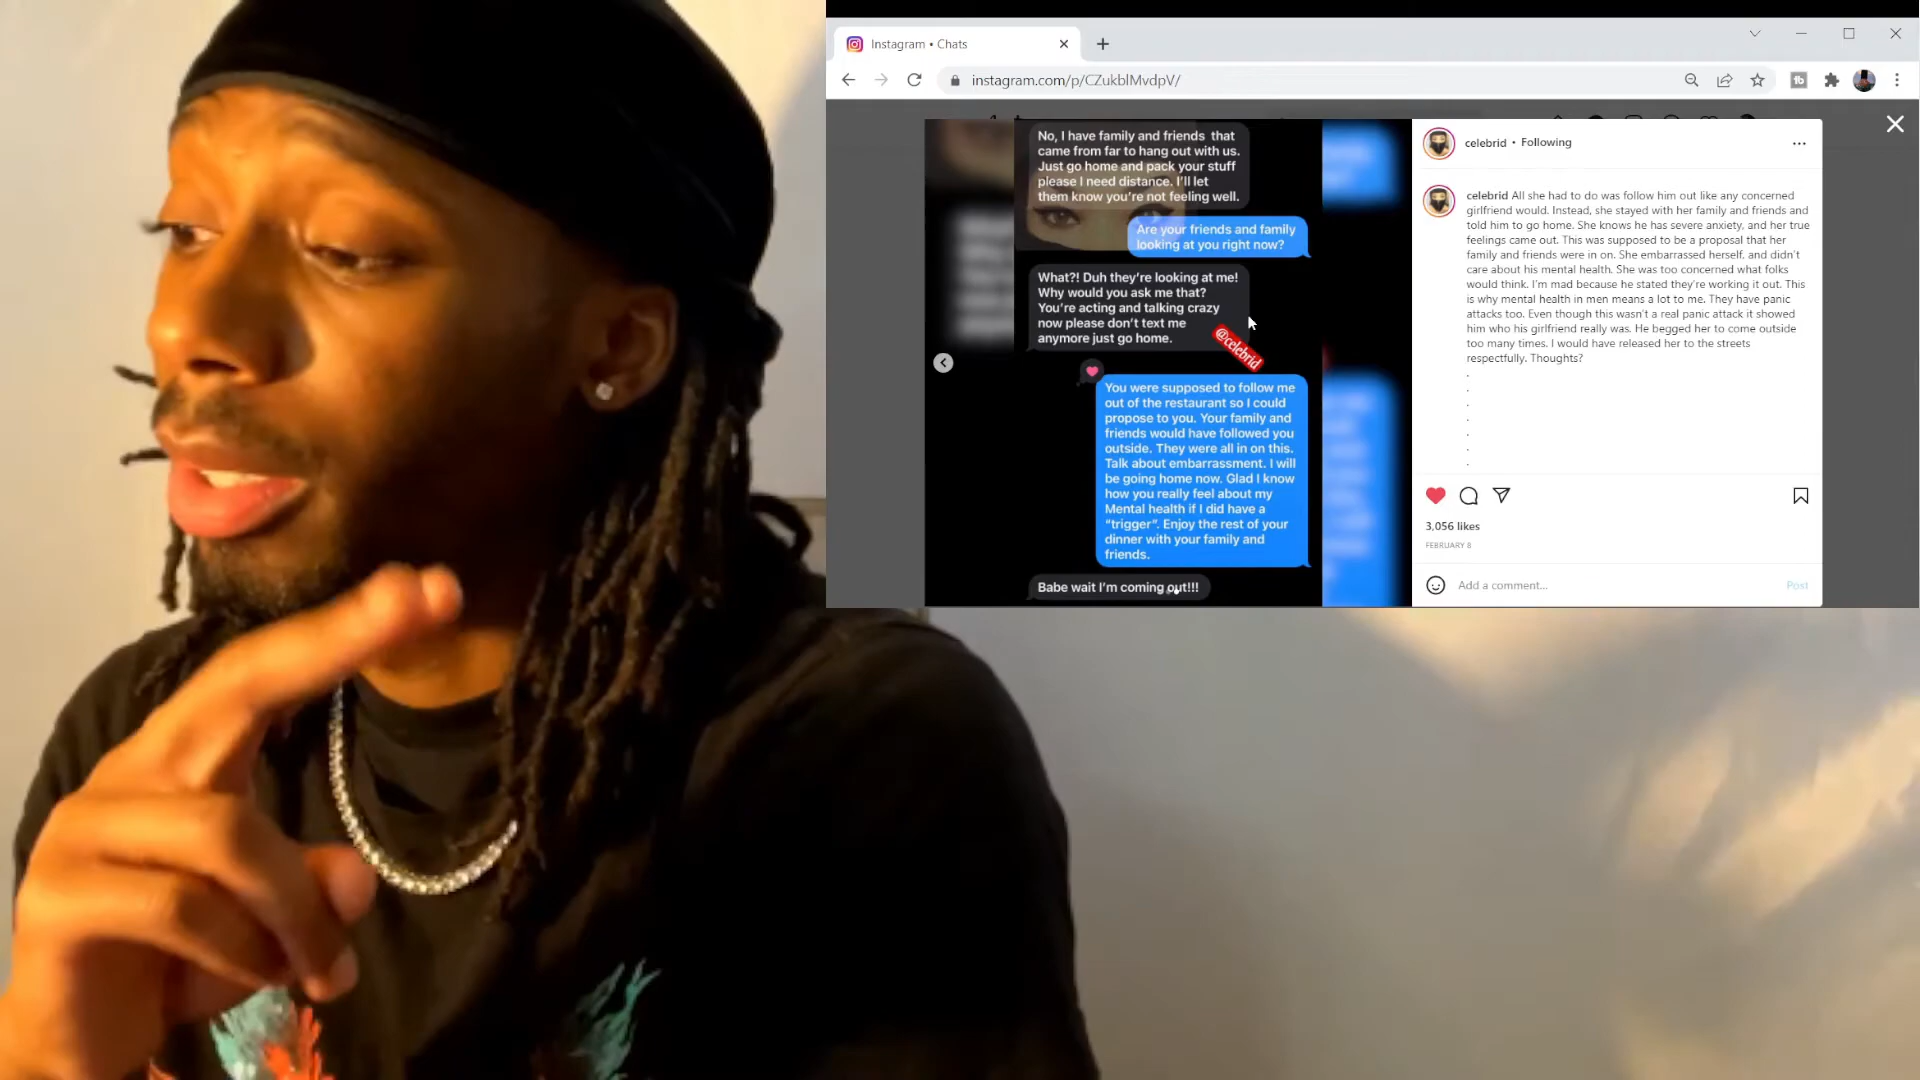 Instagram • Chats
instagram.com/p/CZukblMvdpV/
No, I have family and friends that
came from far to hang out with us.
Just go home and pack your stuff
please I need distance. I'll let
them know you're not feeling well.
Are your friends and family
looking at you right now?
What?! Duh they're looking at me!
Why would you ask me that?
You're acting and talking crazy
now please don't text me
anymore just go home.
@celebrid
You were supposed to follow me
out of the restaurant so I could
propose to you. Your family and
friends would have followed you
outside. They were all in on this.
Talk about embarrassment. I will
be going home now. Glad I know
how you really feel about my
Mental health if I did have a
"trigger". Enjoy the rest of your
dinner with your family and
friends.
Babe wait I'm coming out!!!
celebrid • Following
celebrid All she had to do was follow him out like any concerned
girlfriend would. Instead, she stayed with her family and friends and
told him to go home. She knows he has severe anxiety, and her true
feelings came out. This was supposed to be a proposal that her
family and friends were in on. She embarrassed herself, and didn't
care about his mental health. She was too concerned what folks
would think. I'm mad because he stated they're working it out. This
is why mental health in men means a lot to me. They have panic
attacks too. Even though this wasn't a real panic attack it showed
him who his girlfriend really was. He begged her to come outside
too many times. I would have released her to the streets
respectfully. Thoughts?
.
.
.
.
.
.
.
3,056 likes
FEBRUARY 8
Add a comment...
Post